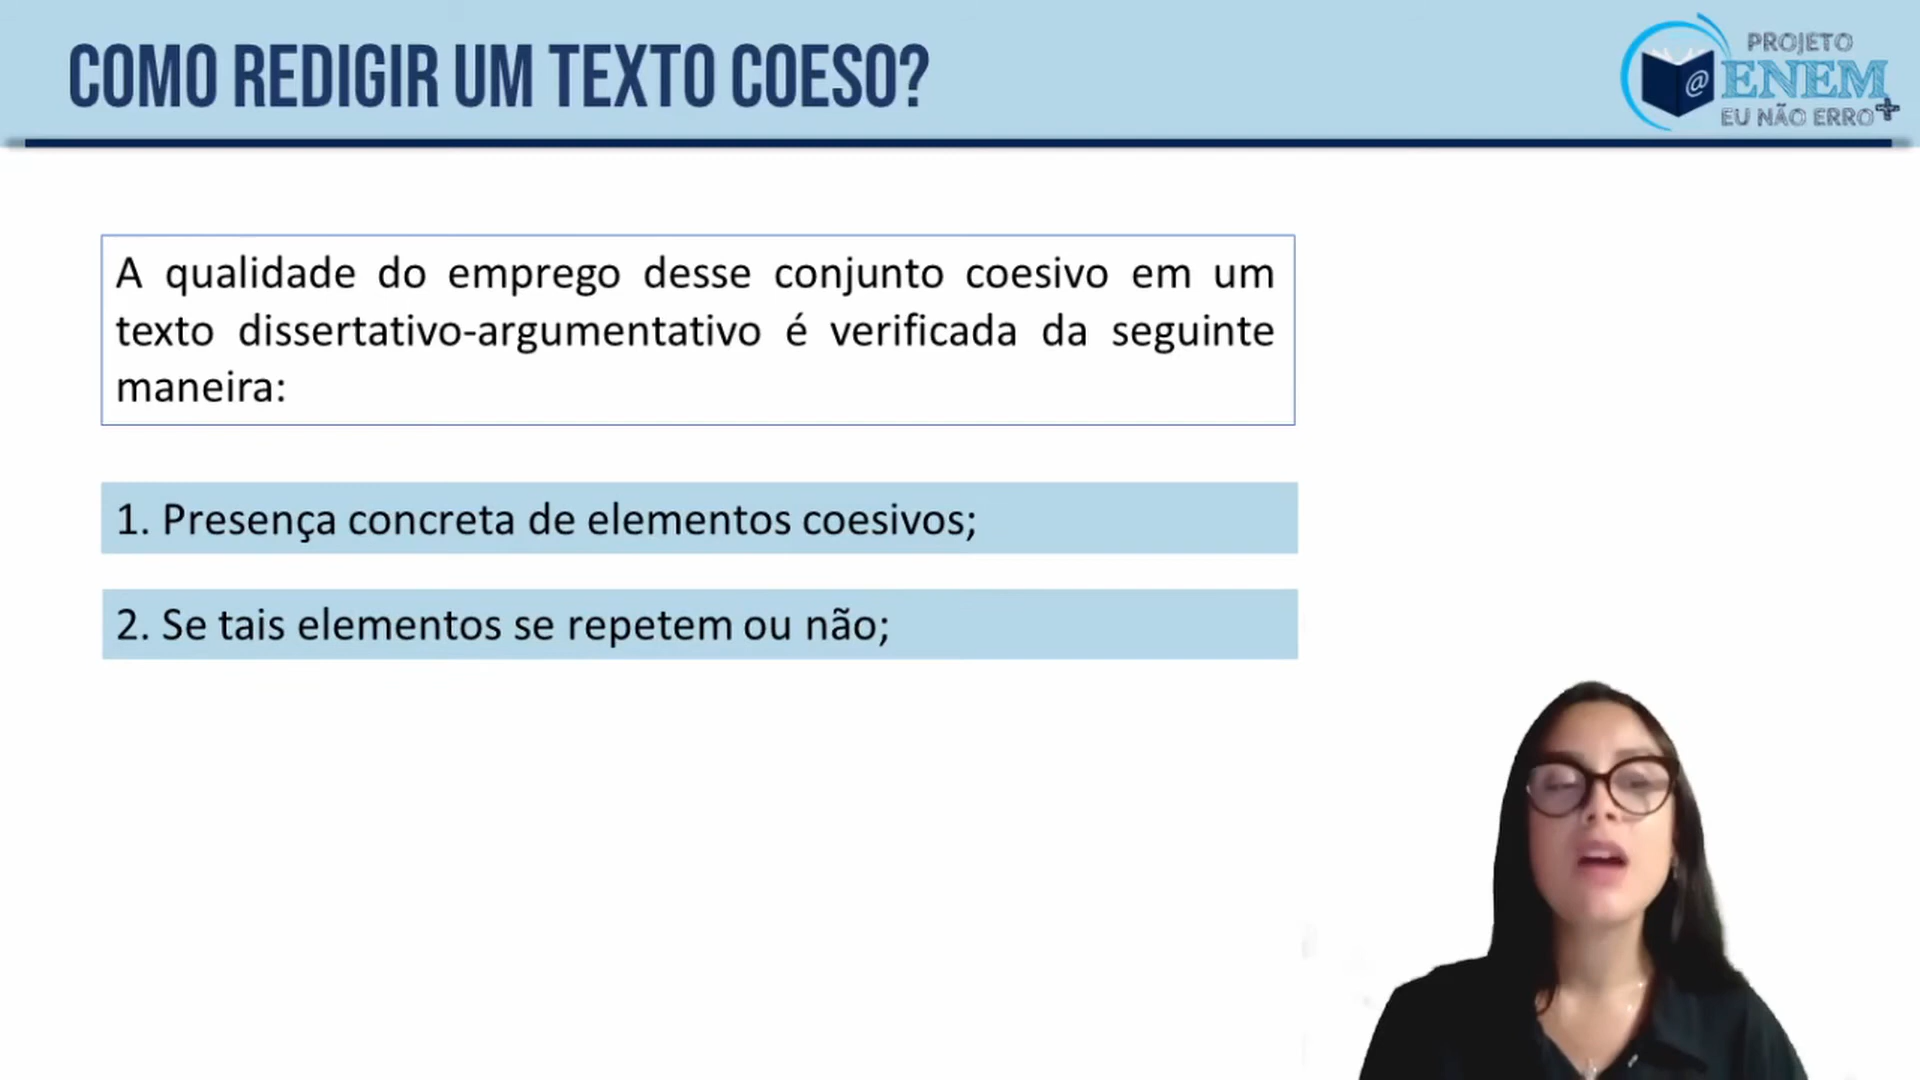 COMO REDIGIR UM TEXTO COESO?
PROJETO
@ENEM+
EU NÃO ERRO
A qualidade do emprego desse conjunto coesivo em um
texto dissertativo-argumentativo é verificada da seguinte
maneira:
1. Presença concreta de elementos coesivos;
2. Se tais elementos se repetem ou não;